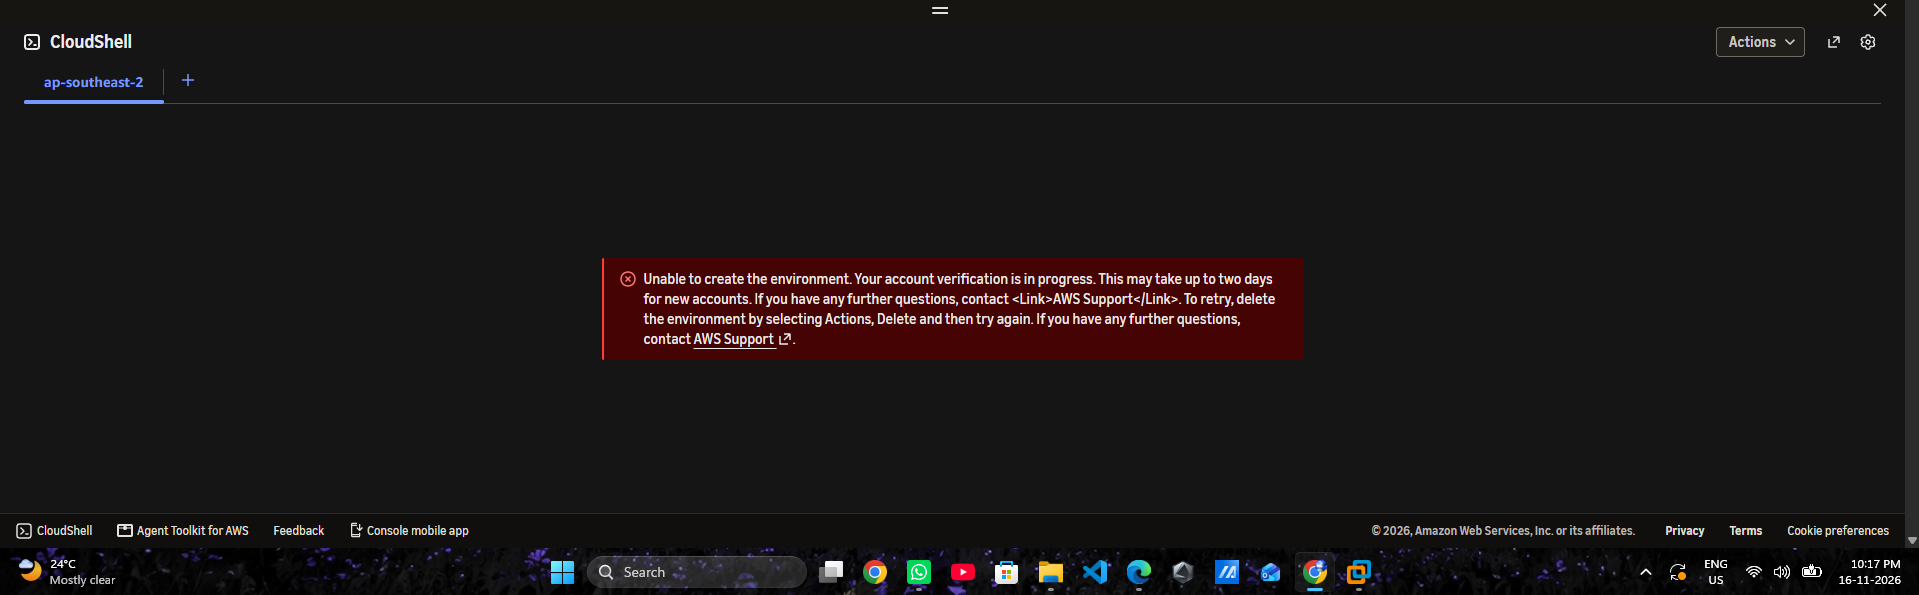 CloudShell
Actions
ap-southeast-2
Unable to create the environment. Your account verification is in progress. This may take up to two days
for new accounts. If you have any further questions, contact <Link>AWS Support</Link>. To retry, delete
the environment by selecting Actions, Delete and then try again. If you have any further questions,
contact AWS Support.
CloudShell Agent Toolkit for AWS Feedback Console mobile app © 2026, Amazon Web Services, Inc. or its affiliates. Privacy Terms Cookie preferences
24°C
Mostly clear
Search
ENG
US
10:17 PM
16-11-2026